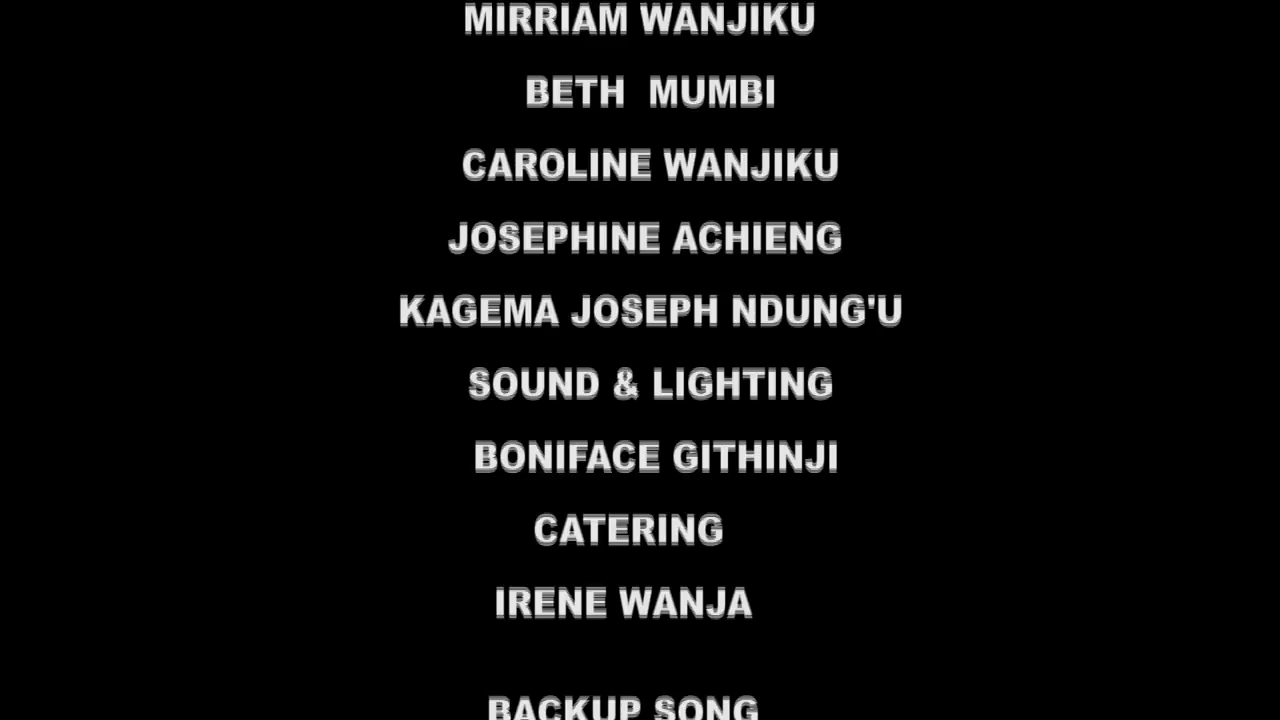 MIRRIAM WANJIKU
BETH MUMBI
CAROLINE WANJIKU
JOSEPHINE ACHIENG
KAGEMA JOSEPH NDUNG'U
SOUND & LIGHTING
BONIFACE GITHINJI
CATERING
IRENE WANJA
BACKUP SONG